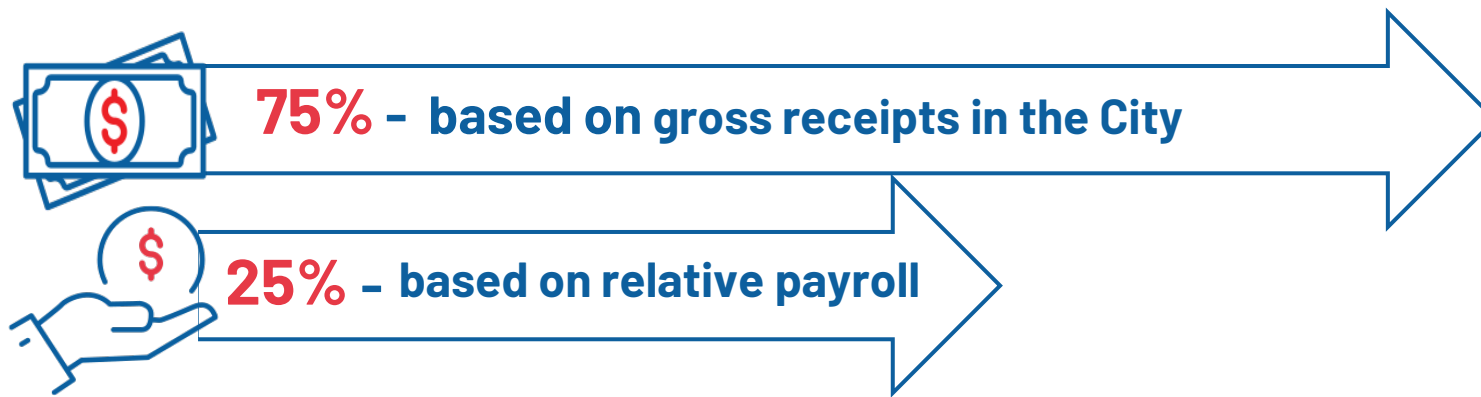 $
75% - based on gross receipts in the City
$
25% - based on relative payroll